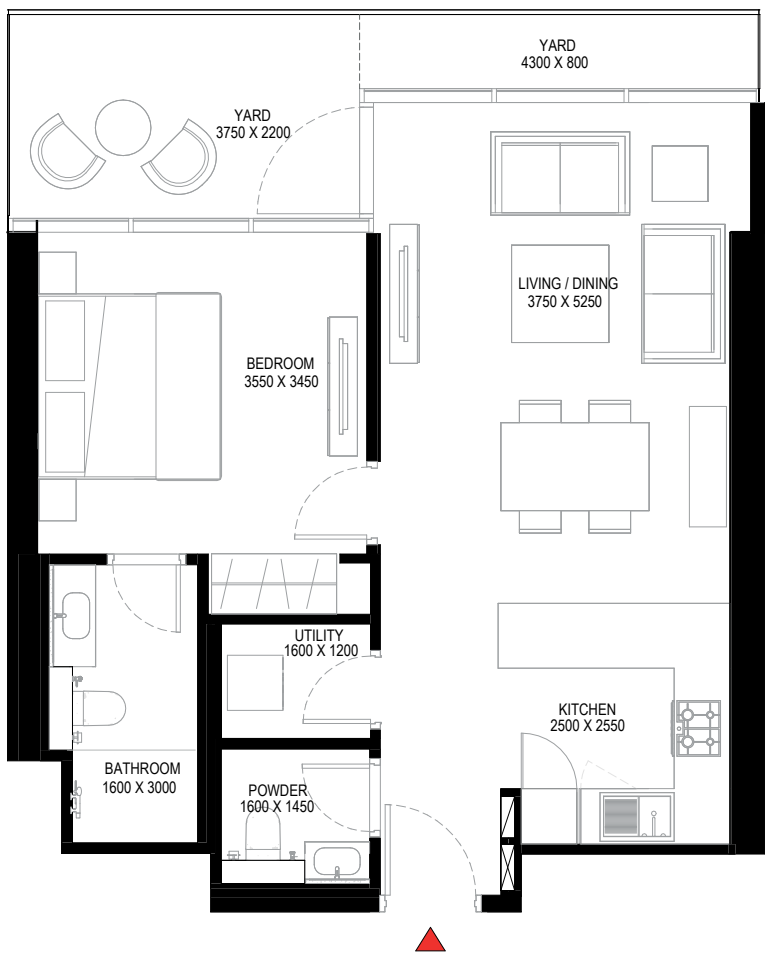 YARD
4300 X 800
YARD
3750 X 2200
LIVING / DINING
3750 X 5250
BEDROOM
3550 X 3450
UTILITY
1600 X 1200
KITCHEN
2500 X 2550
BATHROOM
1600 X 3000
POWDER
1600 X 1450